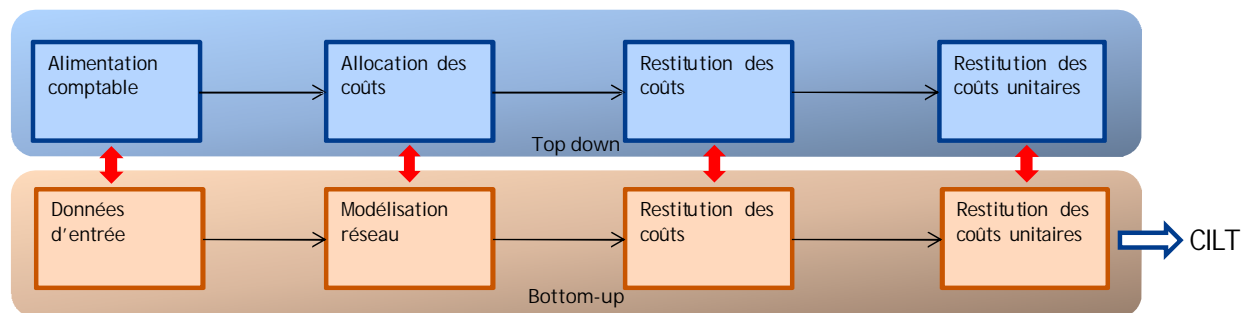 Alimentation
comptable
Allocation des
coûts
Restitution des
coûts
Restitution des
coûts unitaires
Top down
Données
d'entrée
Modélisation
réseau
Restitution des
coûts
Restitution des
coûts unitaires
CILT
Bottom-up